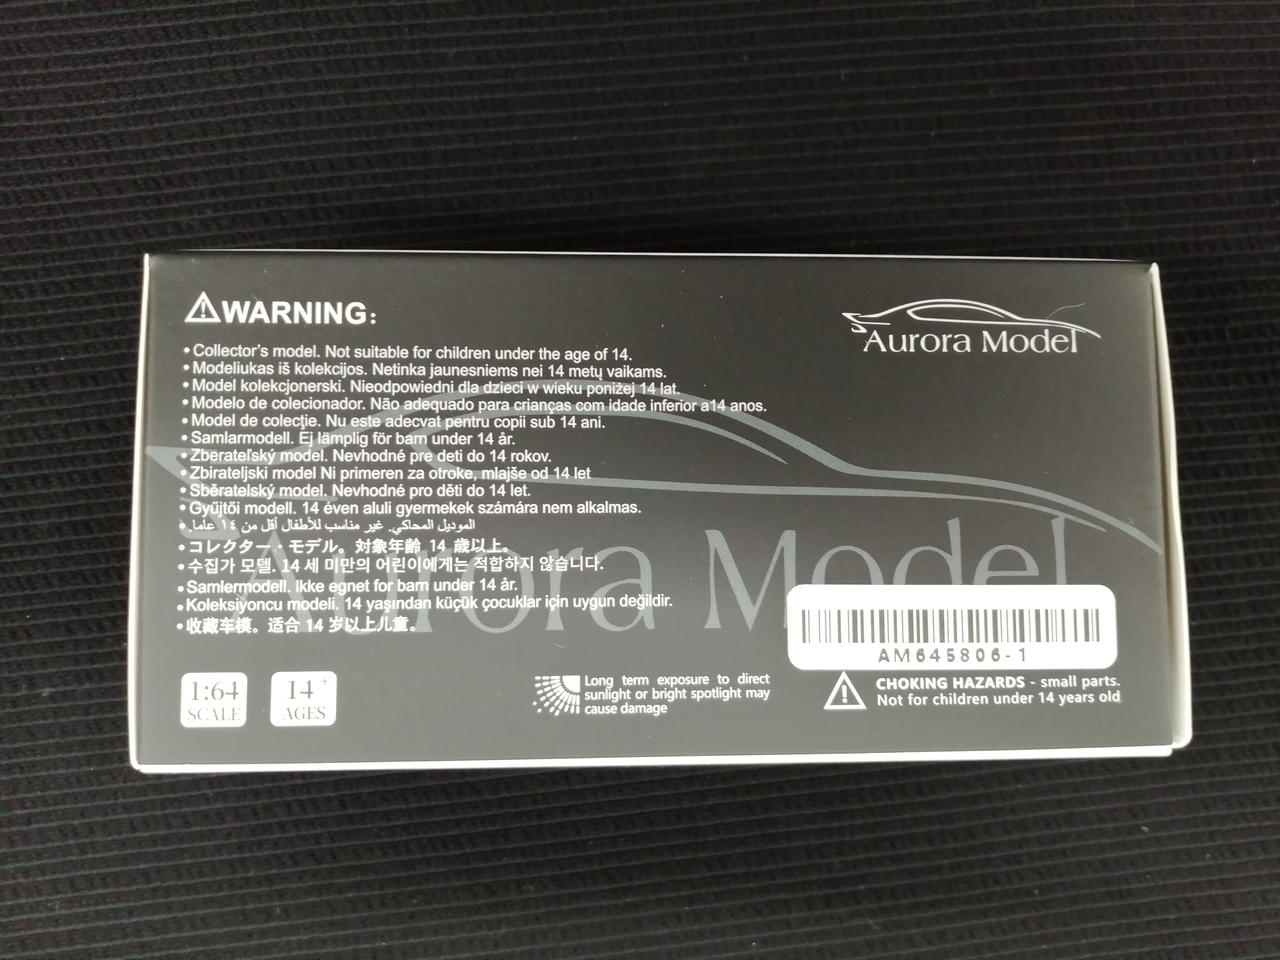 WARNING:
Aurora Model
• Collector's model. Not suitable for children under the age of 14.
• Modeliukas iš kolekcijos. Netinka jaunesniems nei 14 metų vaikams.
• Model kolekcjonerski. Nieodpowiedni dla dzieci w wieku poniżej 14 lat.
• Modelo de colecionador. Não adequado para crianças com idade inferior a14 anos.
• Model de colecţie. Nu este adecvat pentru copii sub 14 ani.
• Samlarmodell. Ej lämplig för barn under 14 år.
• Zberateľský model. Nevhodné pre deti do 14 rokov.
• Zbirateljski model Ni primeren za otroke, mlajše od 14 let
• Sběratelský model. Nevhodné pro děti do 14 let.
• Gyűjtői modell. 14 éven aluli gyermekek számára nem alkalmas.
• الموديل المحاكي. غير مناسب للأطفال أقل من ١٤ عاما.
• コレクター・モデル。対象年齢 14 歳以上。
• 수집가 모델. 14 세 미만의 어린이에게는 적합하지 않습니다.
• Samlermodell. Ikke egnet for barn under 14 år.
• Koleksiyoncu modeli. 14 yaşından küçük çocuklar için uygun değildir.
• 收藏车模。适合 14 岁以上儿童。
Aurora Model
AM645806-1
1:64
SCALE
14+
AGES
Long term exposure to direct
sunlight or bright spotlight may
cause damage
CHOKING HAZARDS - small parts.
Not for children under 14 years old